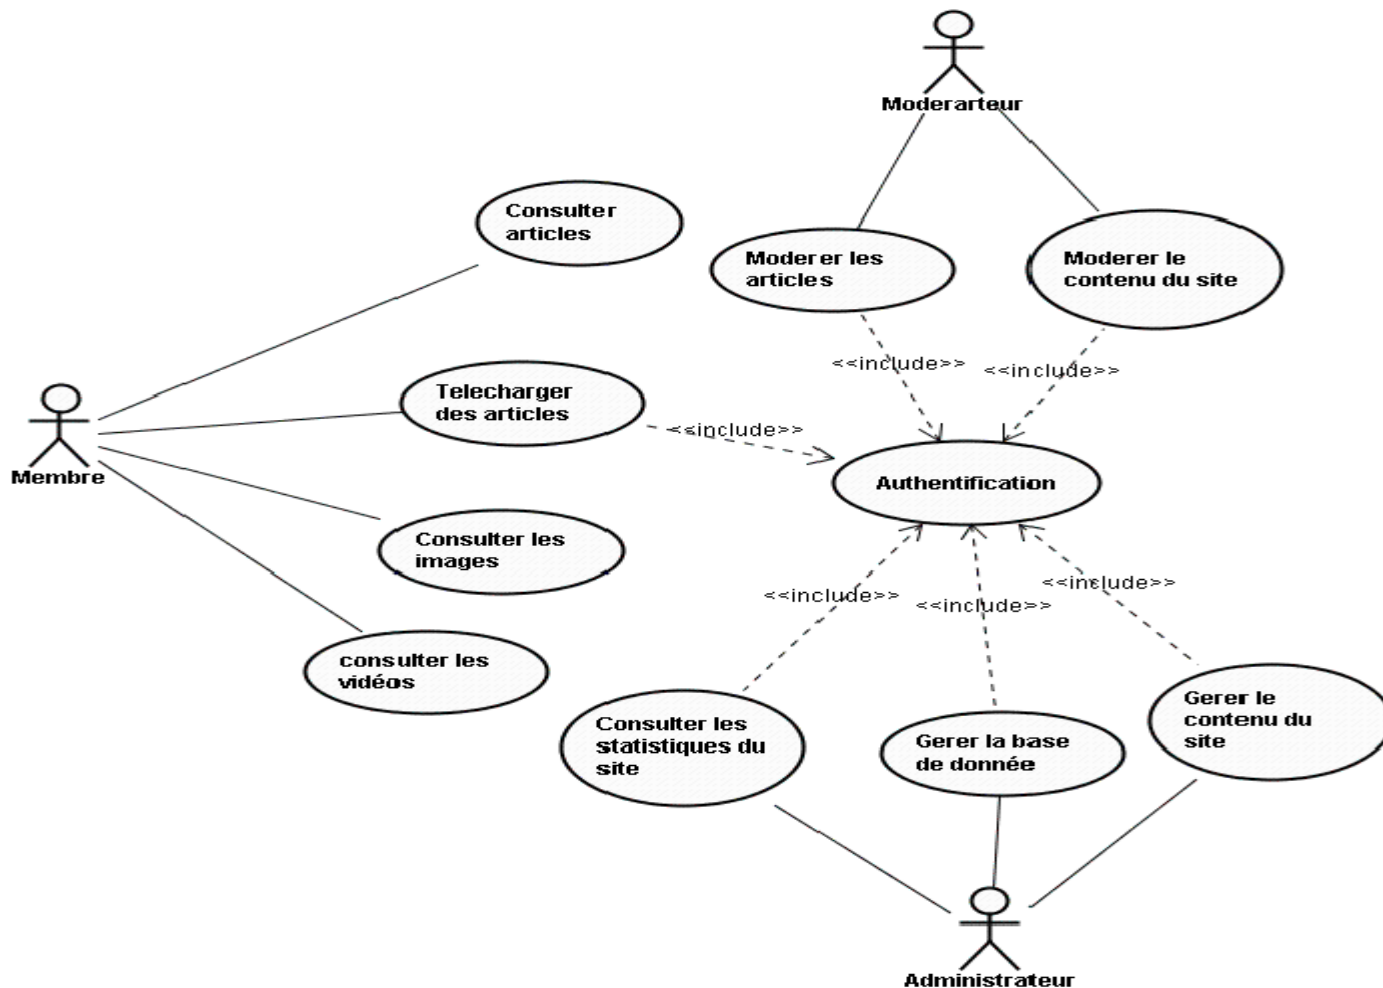 Moderarteur
Consulter
articles
Moderer les
articles
Moderer le
contenu du site
<<include>>
<<include>>
Telecharger
des articles
<<include>>
Membre
Authentification
Consulter les
images
<<include>>
<<include>>
<<include>>
consulter les
vidéos
Consulter les
statistiques du
site
Gerer la base
de donnée
Gerer le
contenu du
site
Administrateur